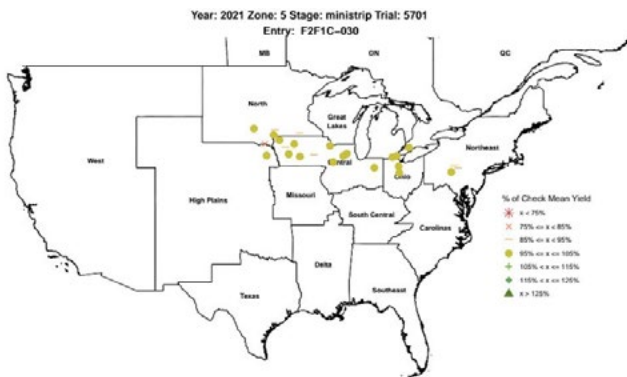 Year: 2021 Zone: 5 Stage: ministrip Trial: 5701
Entry: F2F1C-030
MB
ON
QC
North
Great
Lakes
Northeast
West
Central
Ohio
High Plains
Missouri
South Central
Carolinas
Delta
Southeast
Texas
% of Check Mean Yield
x < 75%
75% <= x < 85%
85% <= x < 95%
95% <= x <= 105%
105% < x <= 115%
115% < x <= 125%
x > 125%